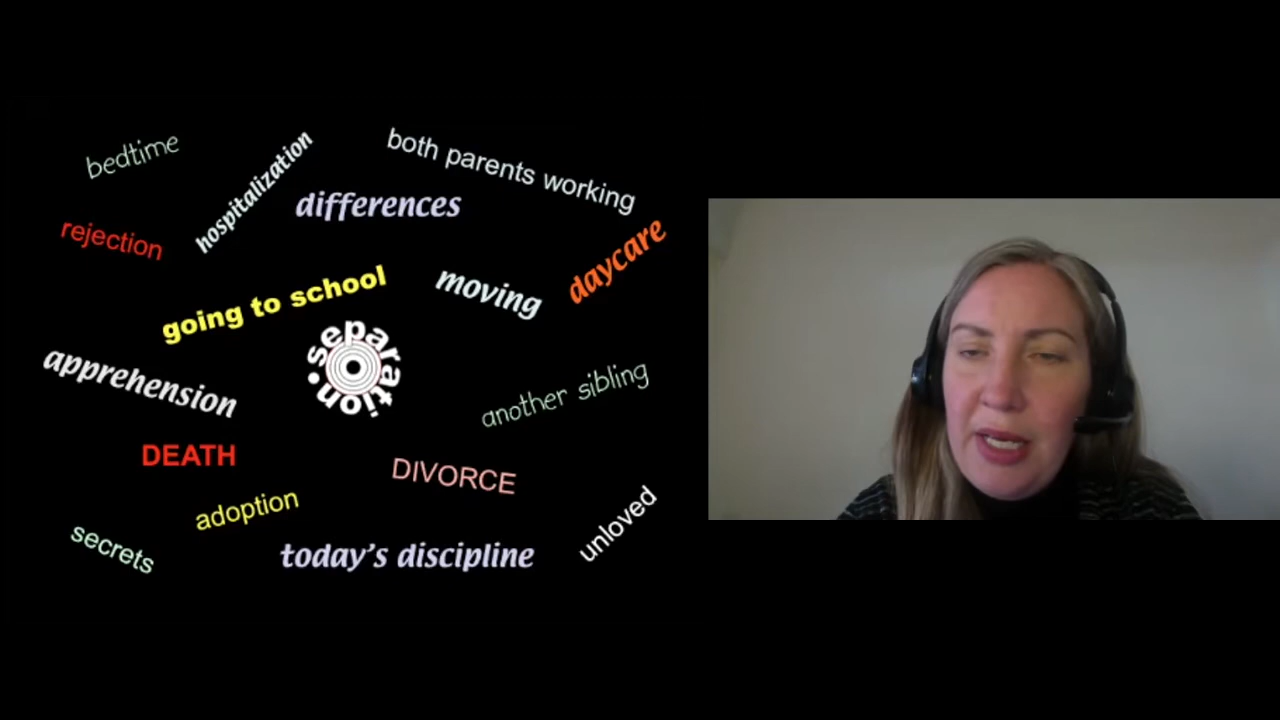 bedtime
hospitalization
both parents working
differences
rejection
daycare
going to school
moving
separation
apprehension
another sibling
DEATH
DIVORCE
adoption
unloved
secrets
today's discipline